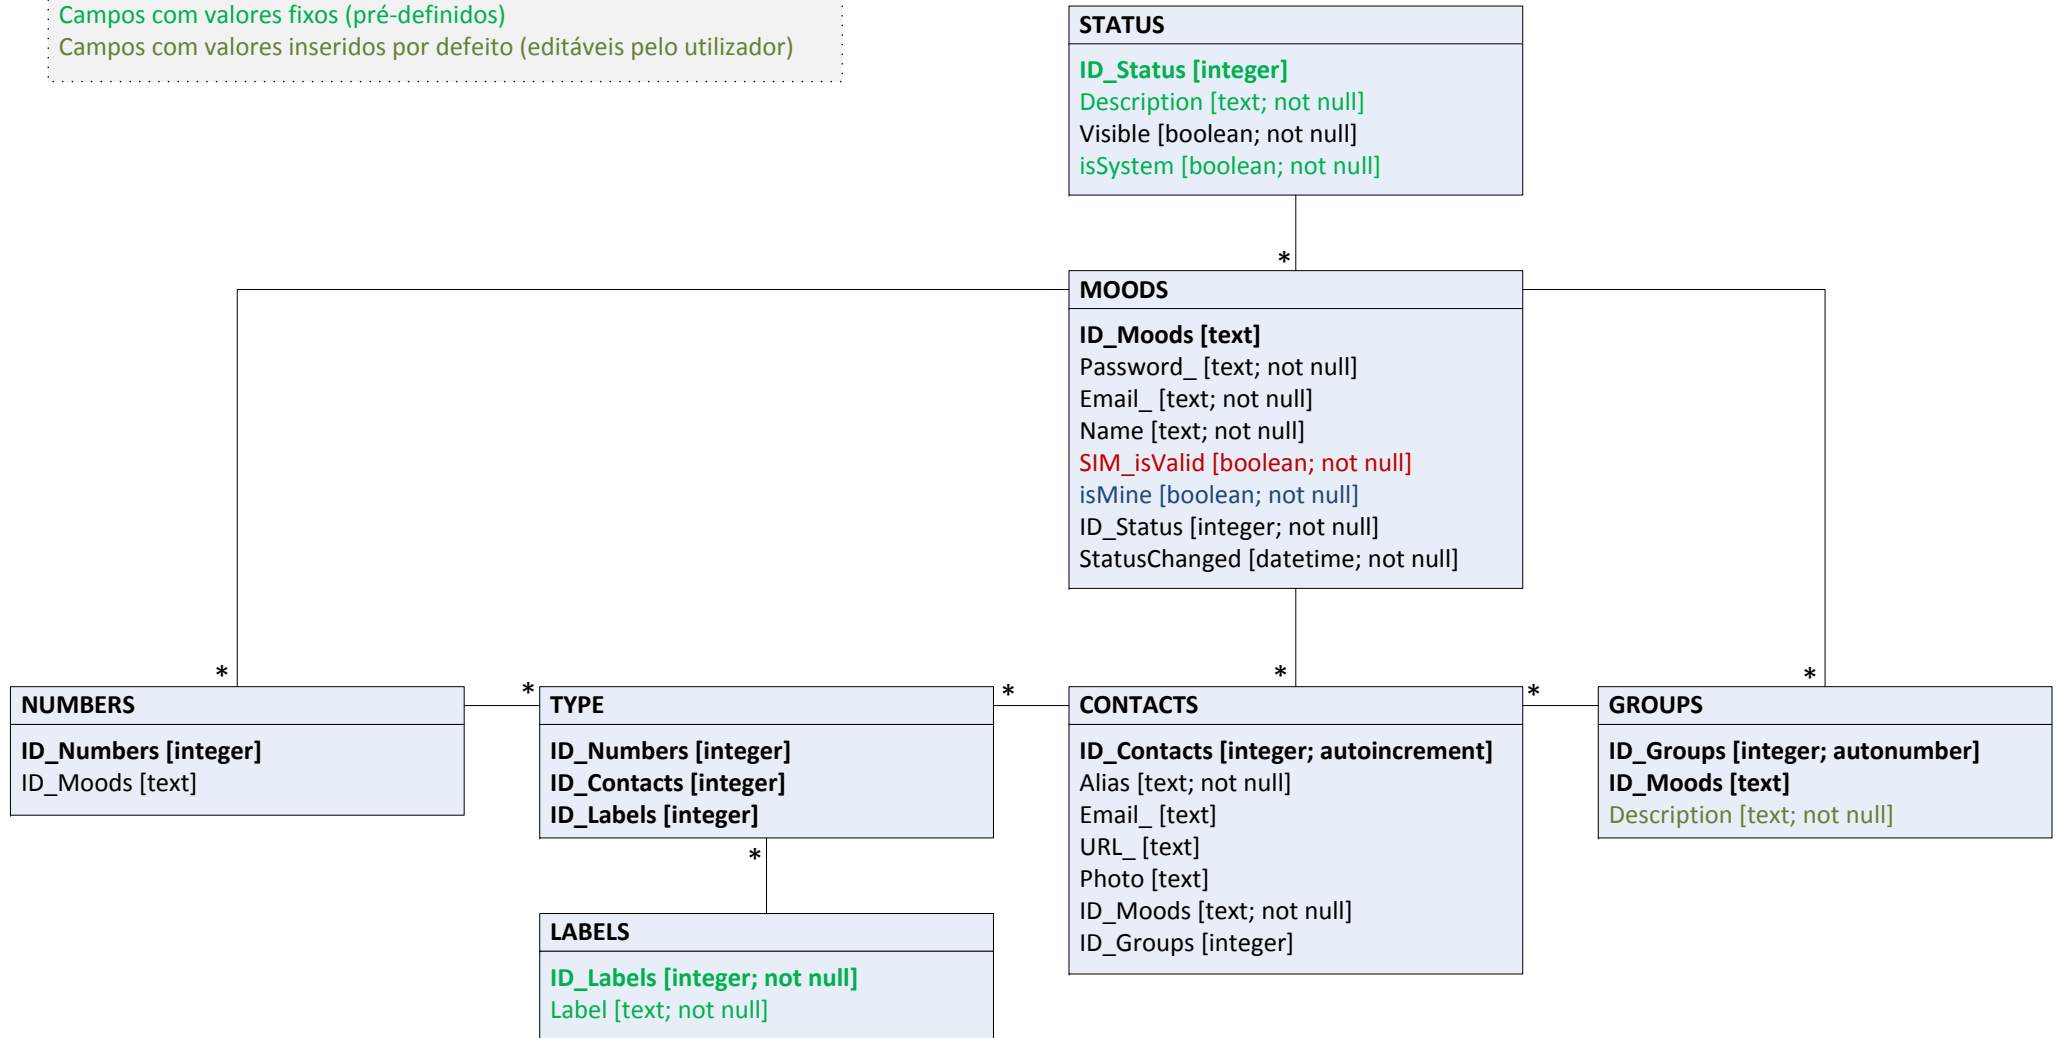 Campos com valores fixos (pré-definidos)
Campos com valores inseridos por defeito (editáveis pelo utilizador)
STATUS
ID_Status [integer]
Description [text; not null]
Visible [boolean; not null]
isSystem [boolean; not null]
*
MOODS
ID_Moods [text]
Password_ [text; not null]
Email_ [text; not null]
Name [text; not null]
SIM_isValid [boolean; not null]
isMine [boolean; not null]
ID_Status [integer; not null]
StatusChanged [datetime; not null]
*
*
*
NUMBERS
ID_Numbers [integer]
ID_Moods [text]
*
TYPE
ID_Numbers [integer]
ID_Contacts [integer]
ID_Labels [integer]
*
*
CONTACTS
ID_Contacts [integer; autoincrement]
Alias [text; not null]
Email_ [text]
URL_ [text]
Photo [text]
ID_Moods [text; not null]
ID_Groups [integer]
*
GROUPS
ID_Groups [integer; autonumber]
ID_Moods [text]
Description [text; not null]
LABELS
ID_Labels [integer; not null]
Label [text; not null]